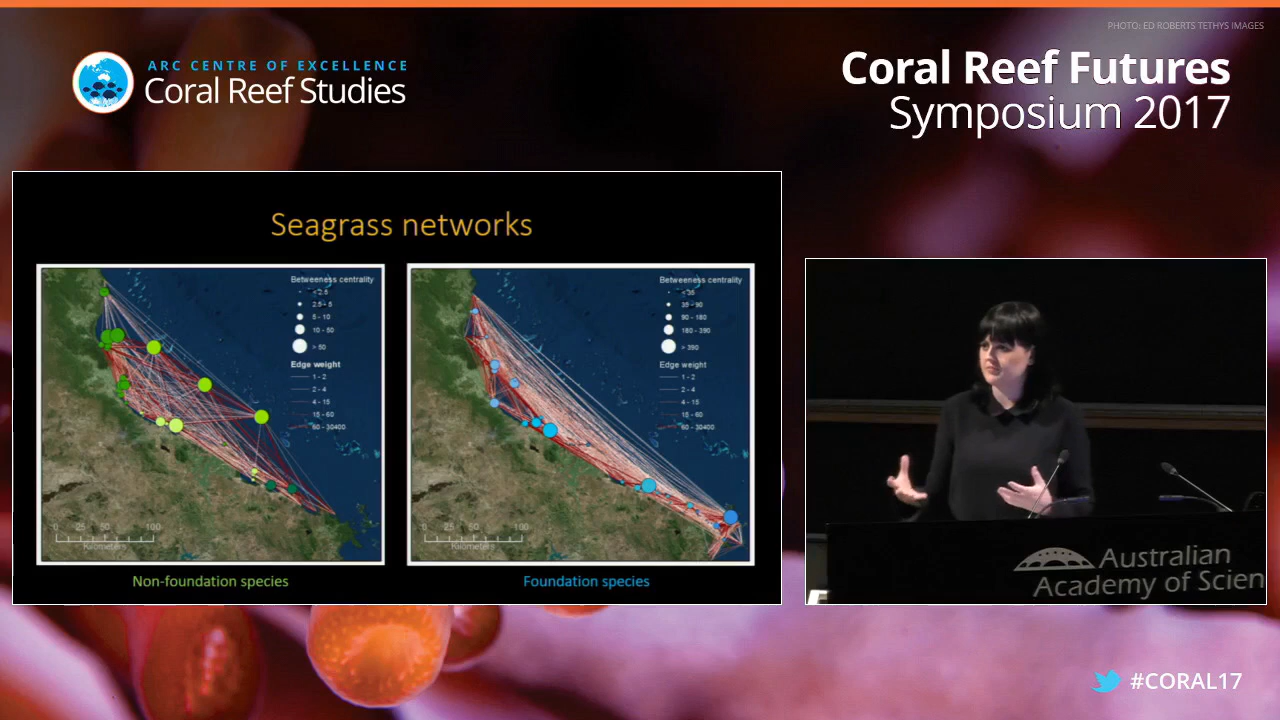 PHOTO: ED ROBERTS TETHYS IMAGES
ARC CENTRE OF EXCELLENCE
Coral Reef Studies
Coral Reef Futures
Symposium 2017
Seagrass networks
Betweeness centrality
< 2.5
2.5 - 5
5 - 10
10 - 50
> 50
Edge weight
1 - 2
2 - 4
4 - 15
15 - 60
60 - 30400
0 25 50 100
Kilometers
Non-foundation species
Betweeness centrality
< 35
35 - 90
90 - 180
180 - 390
> 390
Edge weight
1 - 2
2 - 4
4 - 15
15 - 60
60 - 30400
0 25 50 100
Kilometers
Foundation species
Australian
Academy of Scien
#CORAL17